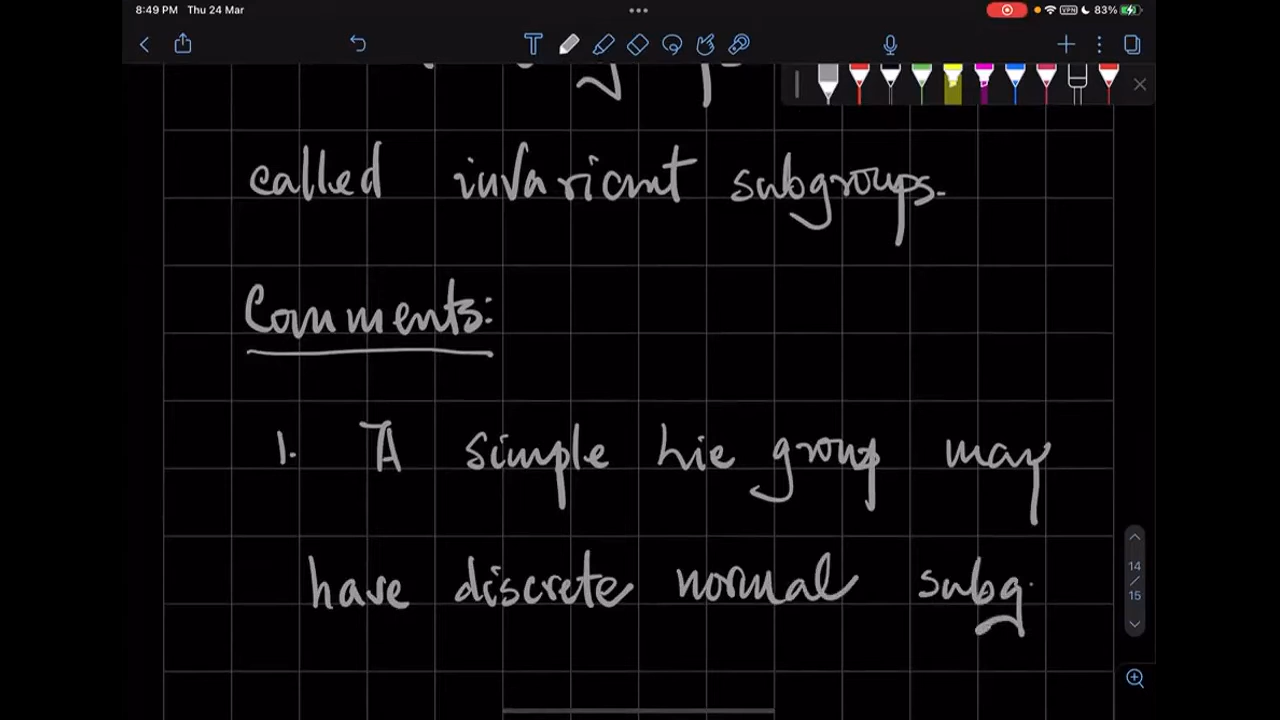 8:49 PM Thu 24 Mar
VPN 83%
called invariant subgroups.
Comments:
1. A simple Lie group may
have discrete normal subg.
14
/
15